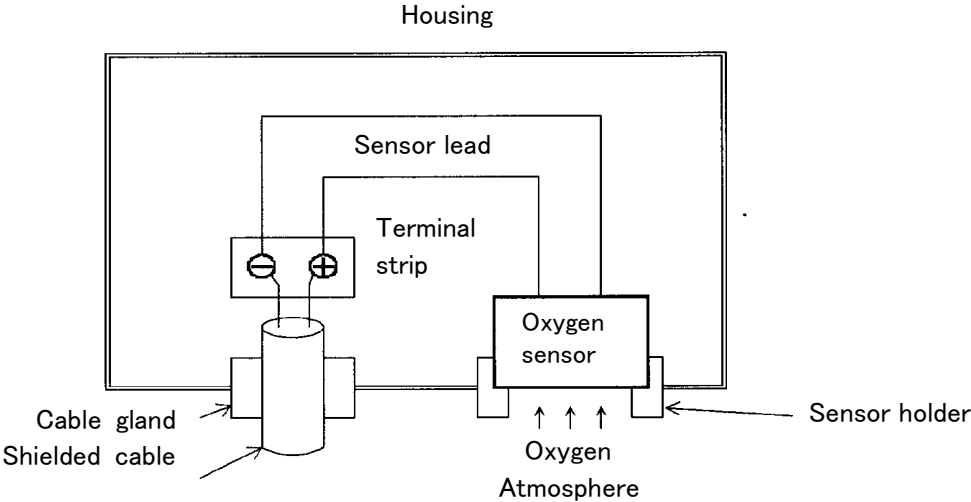 Housing
Sensor lead
Terminal
strip
Oxygen
sensor
Cable gland
Shielded cable
Sensor holder
Oxygen
Atmosphere